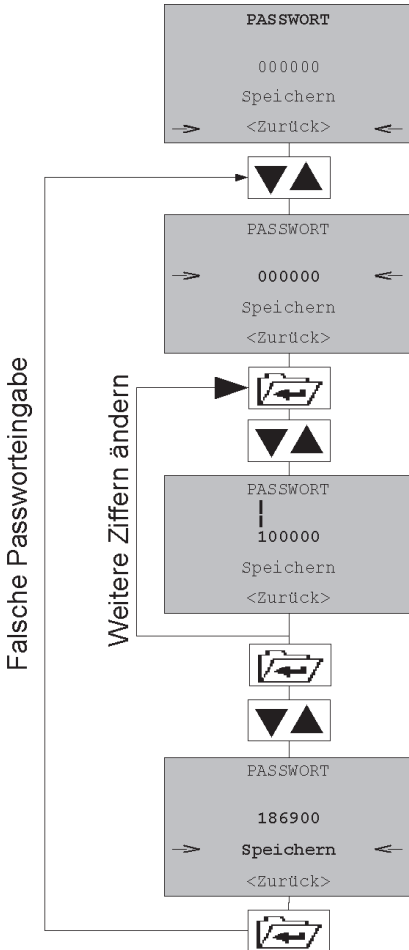 PASSWORT
000000
Speichern
<Zurück>
PASSWORT
000000
Speichern
<Zurück>
PASSWORT
100000
Speichern
<Zurück>
PASSWORT
186900
Speichern
<Zurück>
Falsche Passworteingabe
Weitere Ziffern ändern